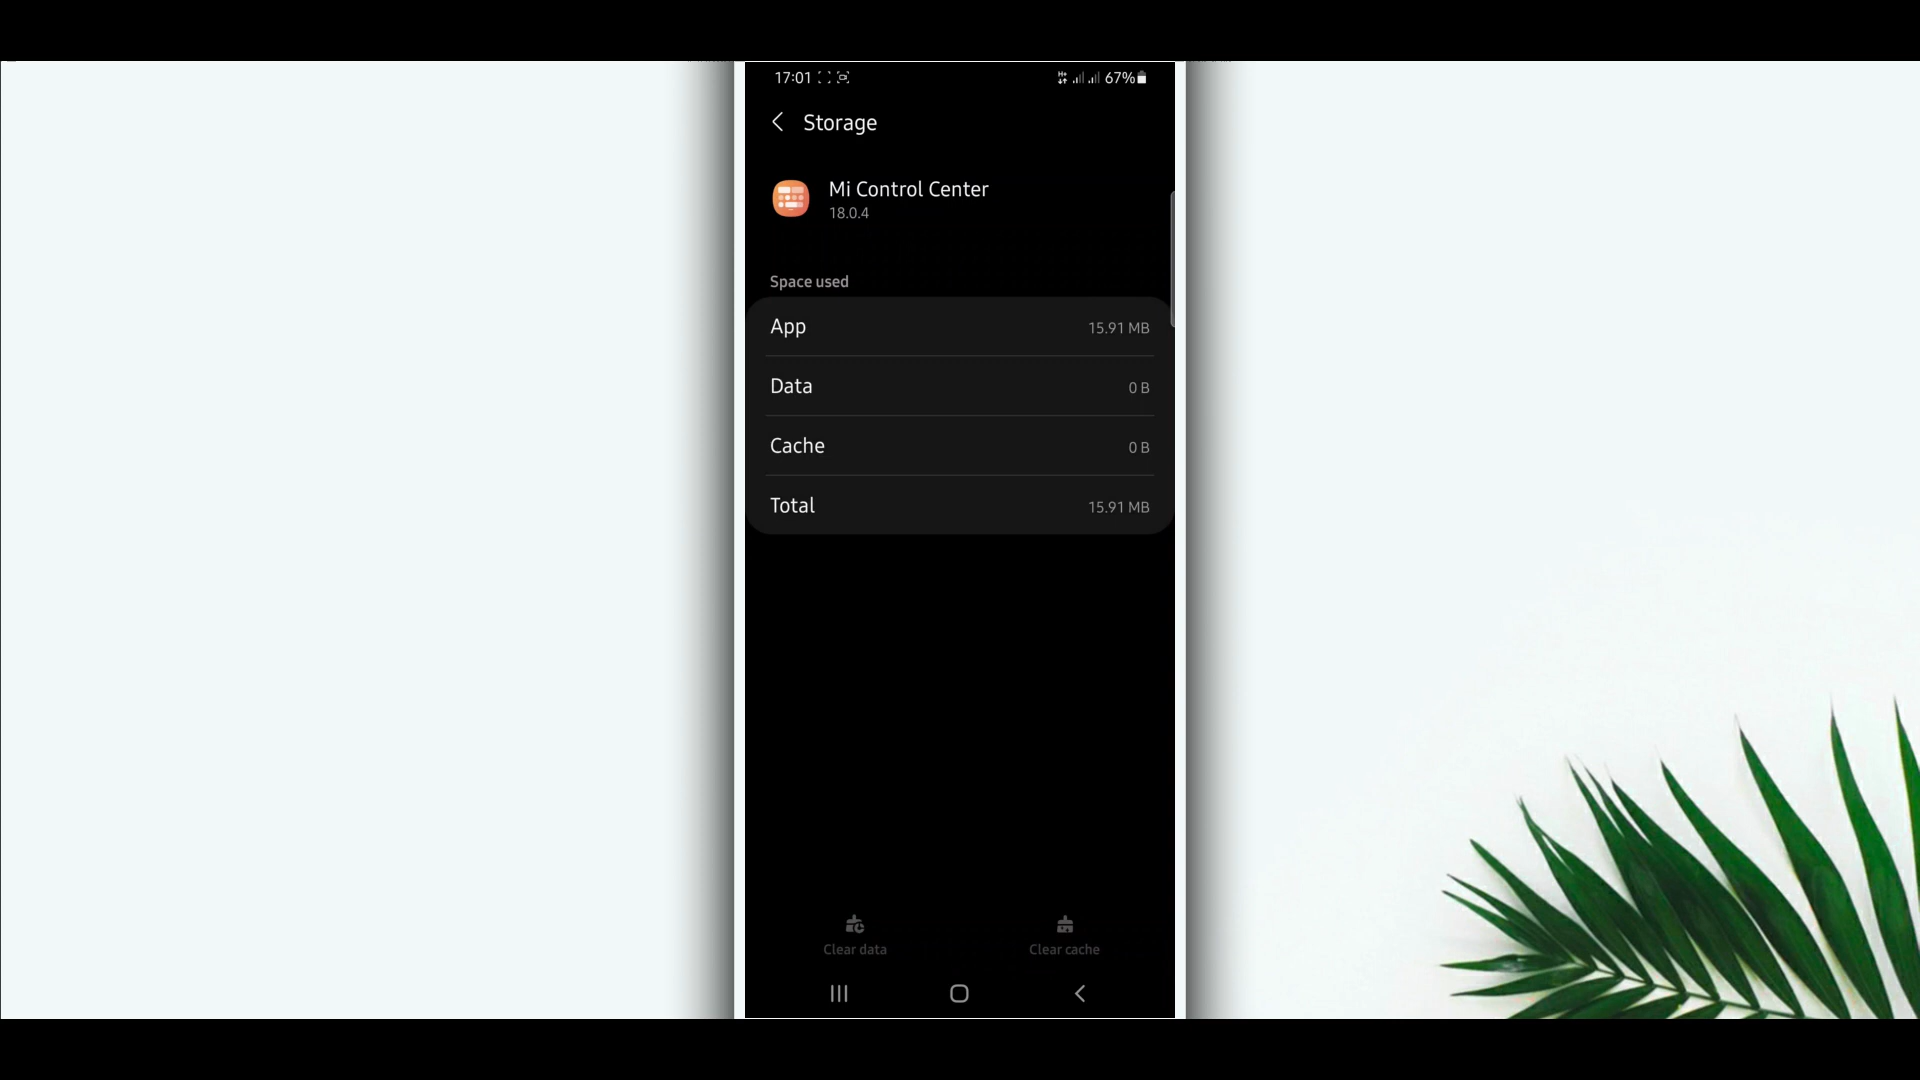 17:01 67%
Storage
Mi Control Center
18.0.4
Space used
App 15.91 MB
Data 0 B
Cache 0 B
Total 15.91 MB
Clear data Clear cache